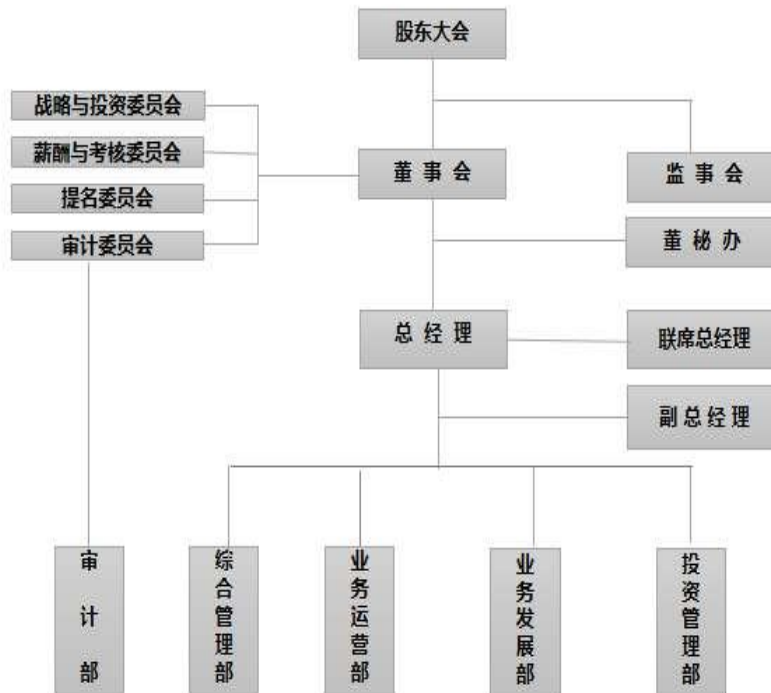 股东大会
战略与投资委员会
薪酬与考核委员会
提名委员会
审计委员会
董事会
监事会
董秘办
总经理
联席总经理
副总经理
审计部
综合管理部
业务运营部
业务发展部
投资管理部